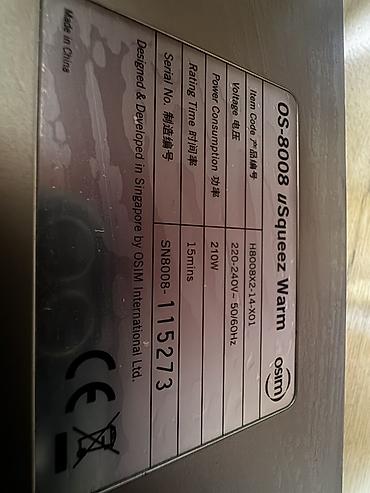 OS-8008 uSqueez Warm
OSIM
Item Code 产品编号 H8008X2-14-X01
Voltage 电压 220-240V~ 50/60Hz
Power Consumption 功率 210W
Rating Time 时间率 15mins
Serial No. 制造编号 SN8008-115273
Designed & Developed in Singapore by OSIM International Ltd.
Made in China
CE